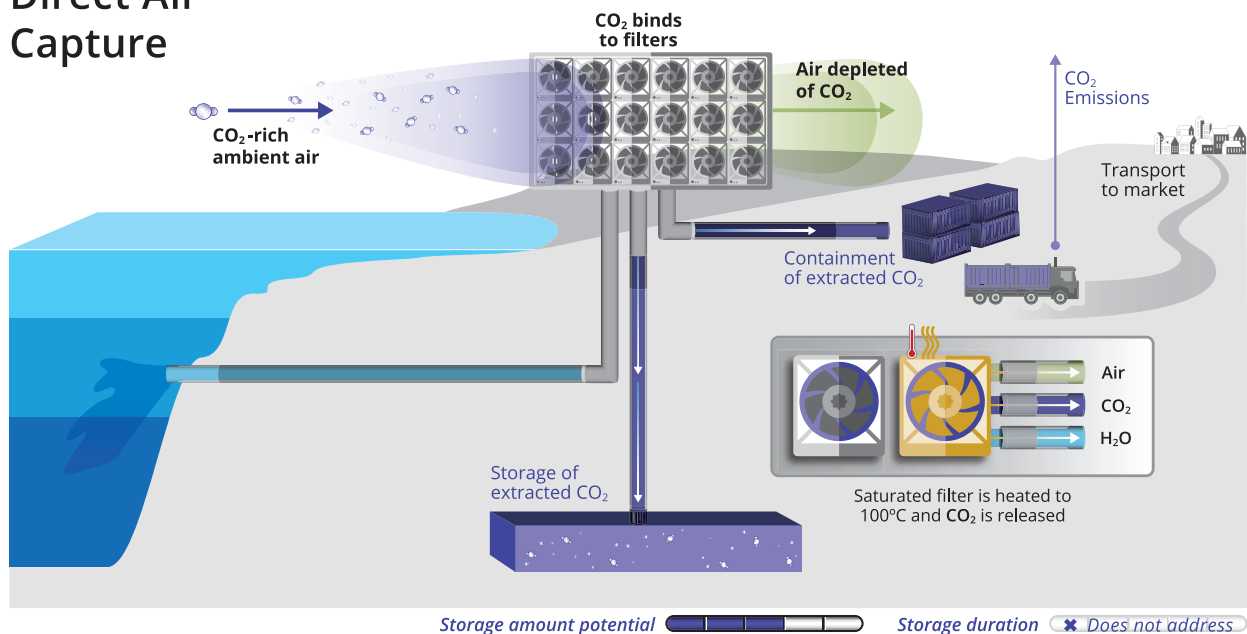 Direct Air
Capture
CO₂ binds
to filters
CO₂-rich
ambient air
Air depleted
of CO₂
CO₂
Emissions
Transport
to market
Containment
of extracted CO₂
Storage of
extracted CO₂
Air
CO₂
H₂O
Saturated filter is heated to
100ºC and CO₂ is released
Storage amount potential
Storage duration
✖ Does not address